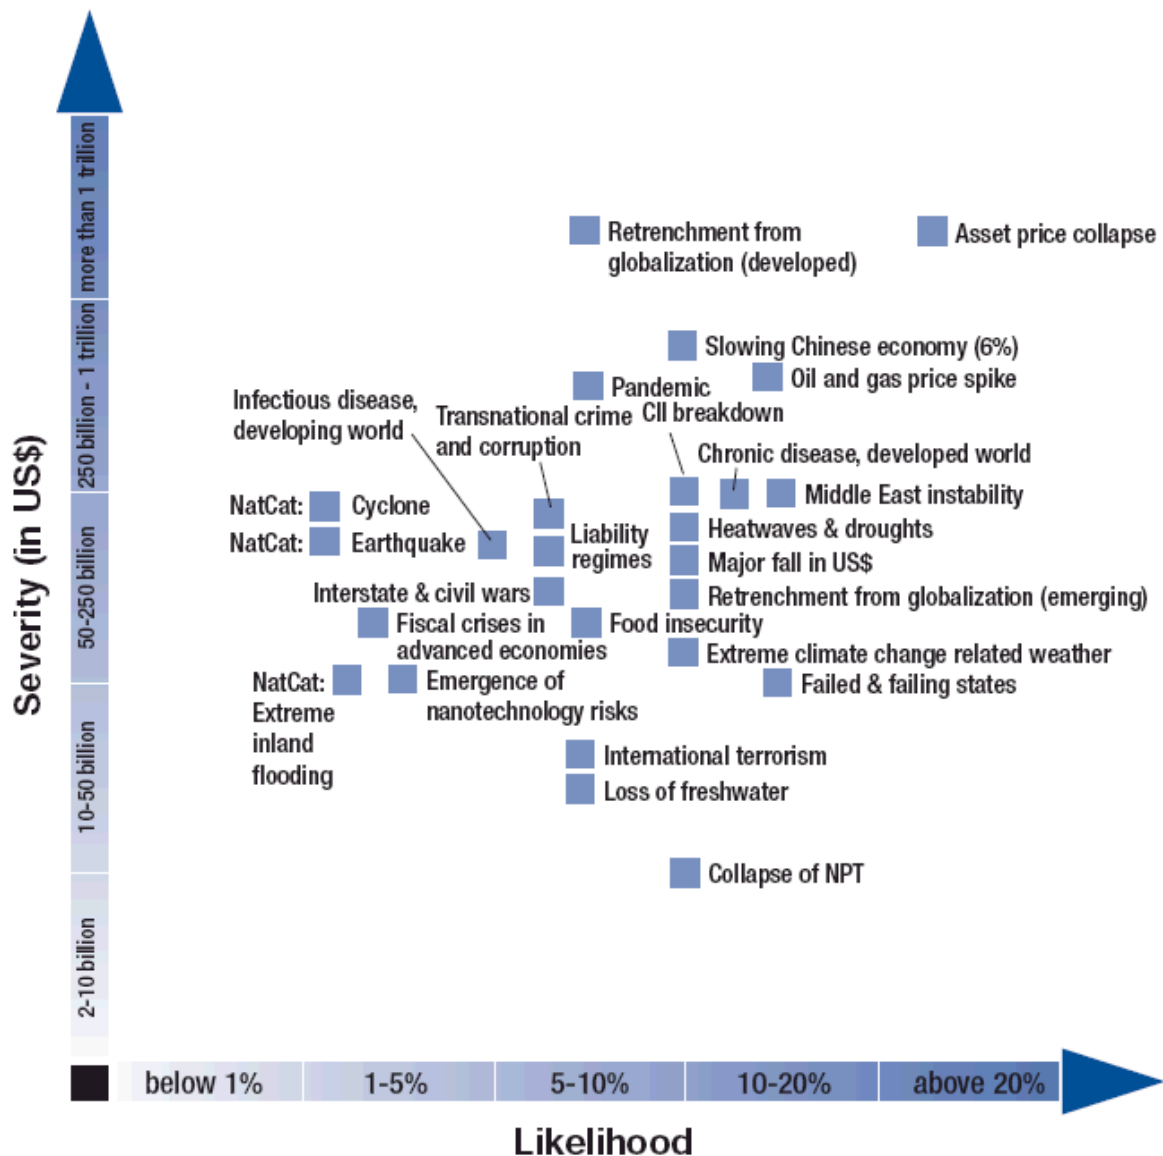 Severity (in US$)
more than 1 trillion
250 billion - 1 trillion
50-250 billion
10-50 billion
2-10 billion
Retrenchment from
globalization (developed)
Asset price collapse
Slowing Chinese economy (6%)
Oil and gas price spike
Pandemic
Infectious disease,
developing world
Transnational crime
and corruption
CII breakdown
Chronic disease, developed world
NatCat: Cyclone
Middle East instability
NatCat: Earthquake
Liability
regimes
Heatwaves & droughts
Major fall in US$
Interstate & civil wars
Retrenchment from globalization (emerging)
Fiscal crises in
advanced economies
Food insecurity
Extreme climate change related weather
NatCat:
Extreme
inland
flooding
Emergence of
nanotechnology risks
Failed & failing states
International terrorism
Loss of freshwater
Collapse of NPT
below 1%
1-5%
5-10%
10-20%
above 20%
Likelihood